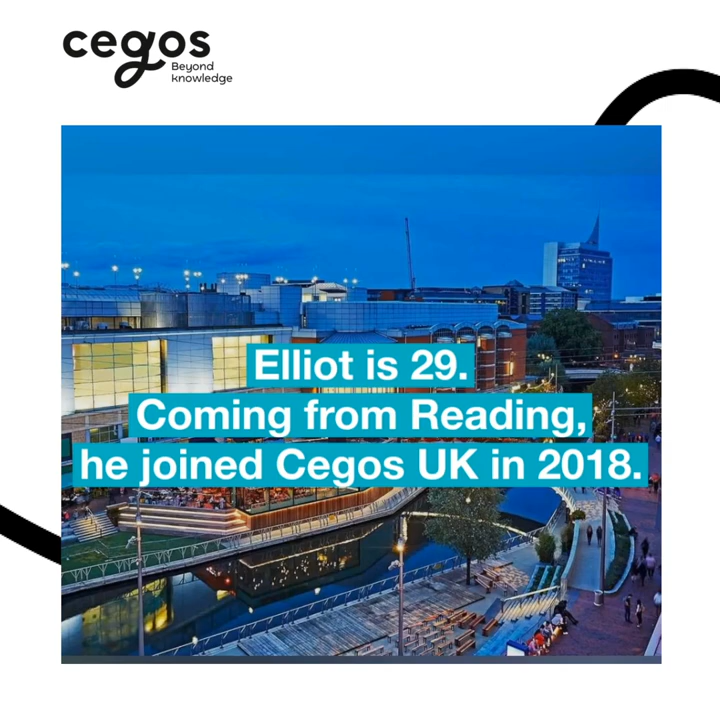 cegos
Beyond
knowledge
Elliot is 29.
Coming from Reading,
he joined Cegos UK in 2018.